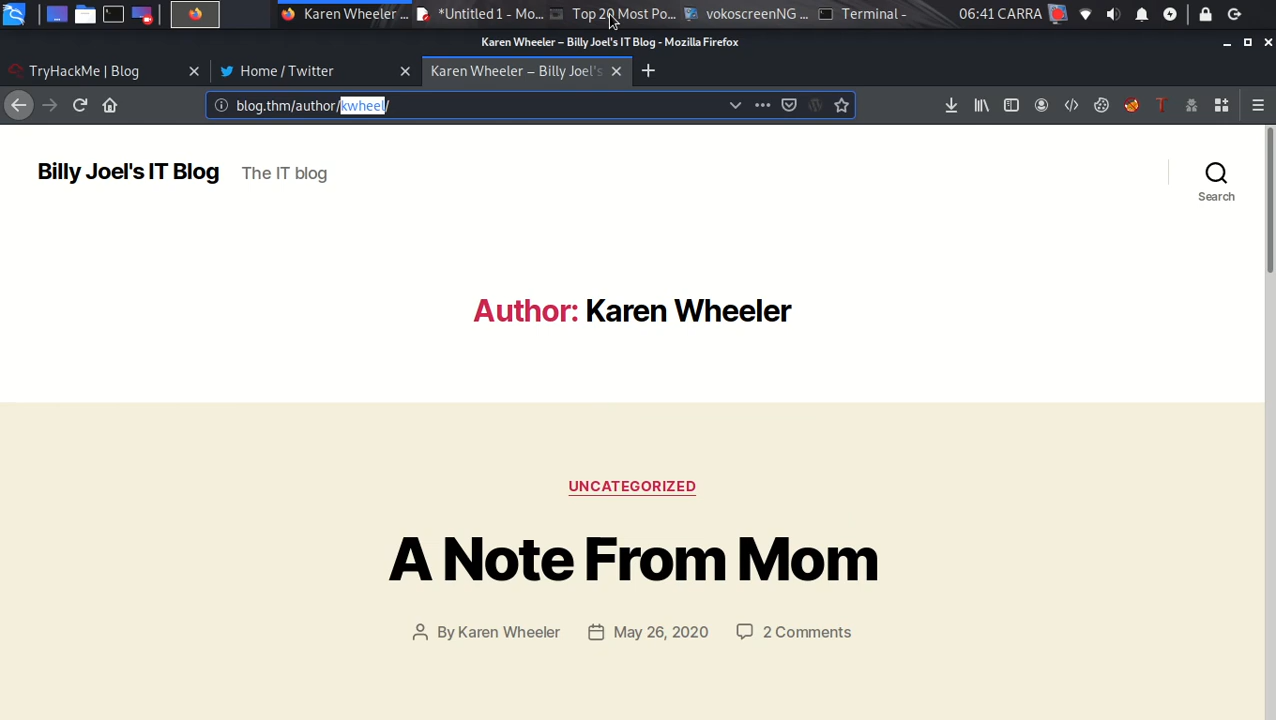 Karen Wheeler ...
*Untitled 1 - Mo...
Top 20 Most Po...
vokoscreenNG ...
Terminal -
06:41 CARRA
Karen Wheeler – Billy Joel's IT Blog - Mozilla Firefox
TryHackMe | Blog
Home / Twitter
Karen Wheeler – Billy Joel's
blog.thm/author/kwheel/
Billy Joel's IT Blog
The IT blog
Search
Author: Karen Wheeler
UNCATEGORIZED
A Note From Mom
By Karen Wheeler
May 26, 2020
2 Comments